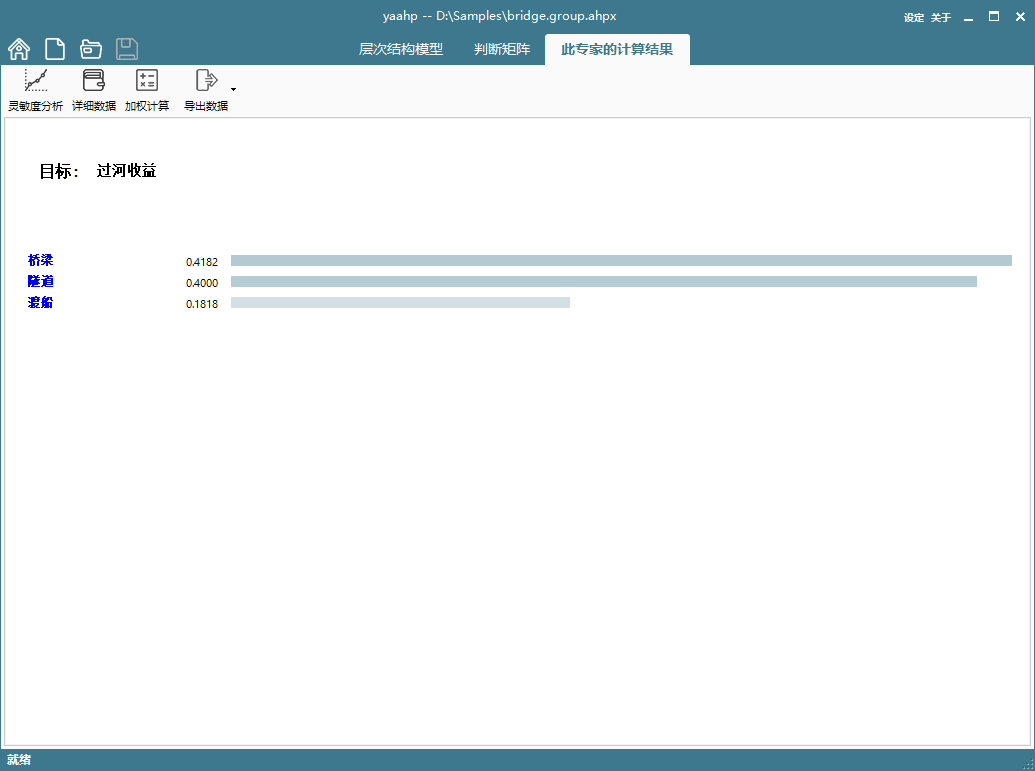 yaahp -- D:\Samples\bridge.group.ahpx
设定 关于
层次结构模型 判断矩阵 此专家的计算结果
灵敏度分析 详细数据 加权计算 导出数据
目标: 过河收益
桥梁 0.4182
隧道 0.4000
渡船 0.1818
就绪